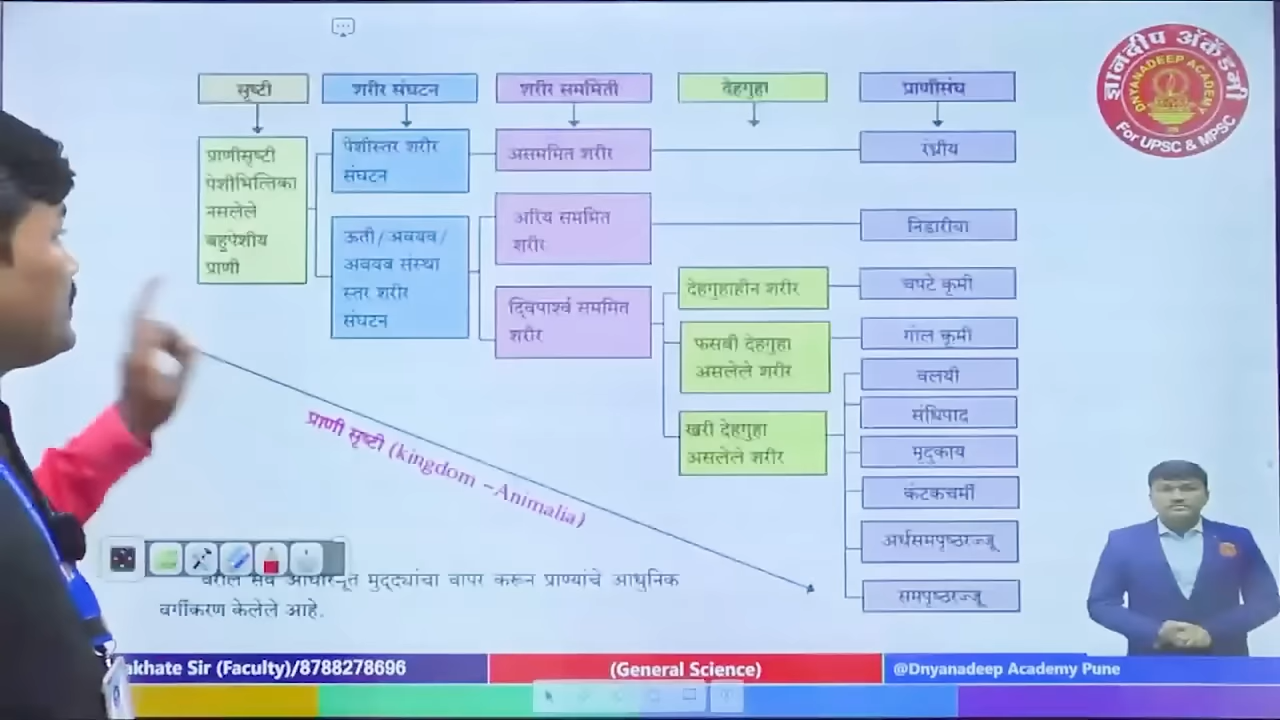 ज्ञानदीप अ‍ॅकॅडमी
DNYANADEEP ACADEMY
For UPSC & MPSC
सृष्टी
शरीर संघटन
शरीर सममिती
देहगुहा
प्राणीसंघ
प्राणीसृष्टी
पेशीभित्तिका
नसलेले
बहुपेशीय
प्राणी
पेशीस्तर शरीर
संघटन
असममित शरीर
रंध्रीय
ऊती/अवयव/
अवयव संस्था
स्तर शरीर
संघटन
अरिय सममित
शरीर
निडारीया
द्विपार्श्व सममित
शरीर
देहगुहाहीन शरीर
चपटे कृमी
फसवी देहगुहा
असलेले शरीर
गोल कृमी
खरी देहगुहा
असलेले शरीर
वलयी
संधिपाद
मृदुकाय
कंटकचर्मी
अर्धसमपृष्ठरज्जू
समपृष्ठरज्जू
प्राणी सृष्टी (kingdom -Animalia)
वरील सर्व आधारभूत मुद्द्यांचा वापर करून प्राण्यांचे आधुनिक
वर्गीकरण केलेले आहे.
akhate Sir (Faculty)/8788278696
(General Science)
@Dnyanadeep Academy Pune